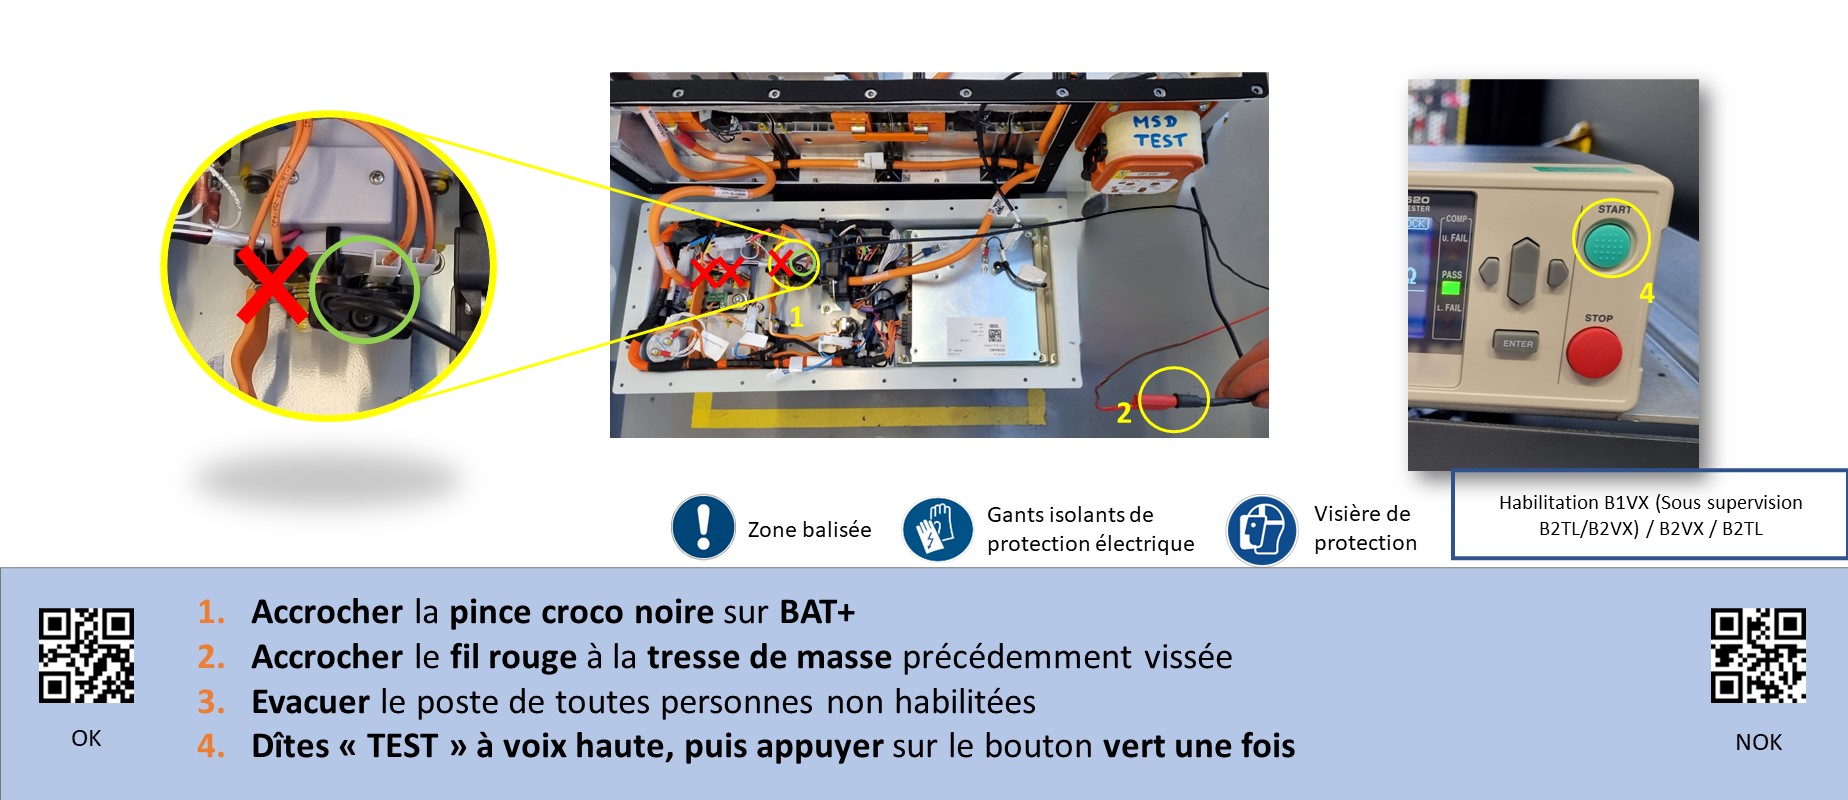 MSD
TEST
1
2
520
ESTER
OCK
COMP
U. FAIL
PASS
L. FAIL
Ω
START
4
STOP
ENTER
Zone balisée
Gants isolants de
protection électrique
Visière de
protection
Habilitation B1VX (Sous supervision
B2TL/B2VX) / B2VX / B2TL
1. Accrocher la pince croco noire sur BAT+
2. Accrocher le fil rouge à la tresse de masse précédemment vissée
3. Evacuer le poste de toutes personnes non habilitées
4. Dîtes « TEST » à voix haute, puis appuyer sur le bouton vert une fois
OK
NOK